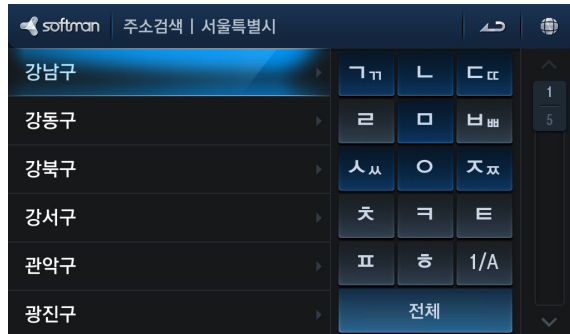 softman 주소검색 | 서울특별시
강남구
강동구
강북구
강서구
관악구
광진구
ㄱㄲ ㄴ ㄷㄸ
ㄹ ㅁ ㅂㅃ
ㅅㅆ ㅇ ㅈㅉ
ㅊ ㅋ ㅌ
ㅍ ㅎ 1/A
전체
1
5